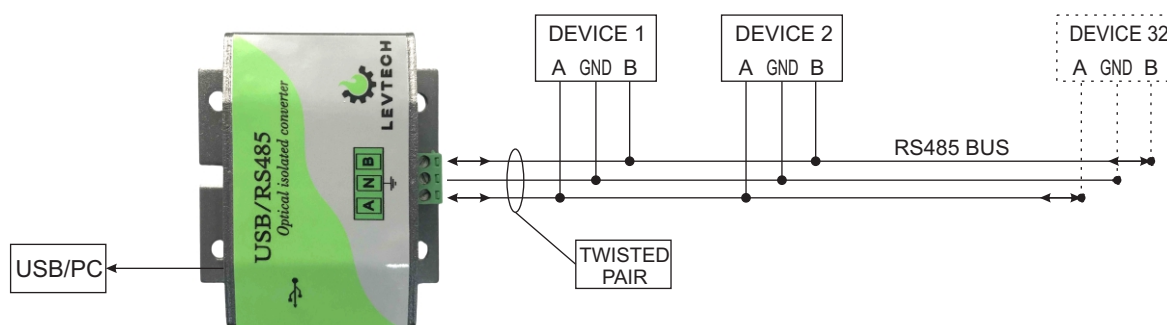 DEVICE 1
A GND B
DEVICE 2
A GND B
DEVICE 32
A GND B
LEVTECH
USB/RS485
Optical isolated converter
A N B
RS485 BUS
TWISTED
PAIR
USB/PC